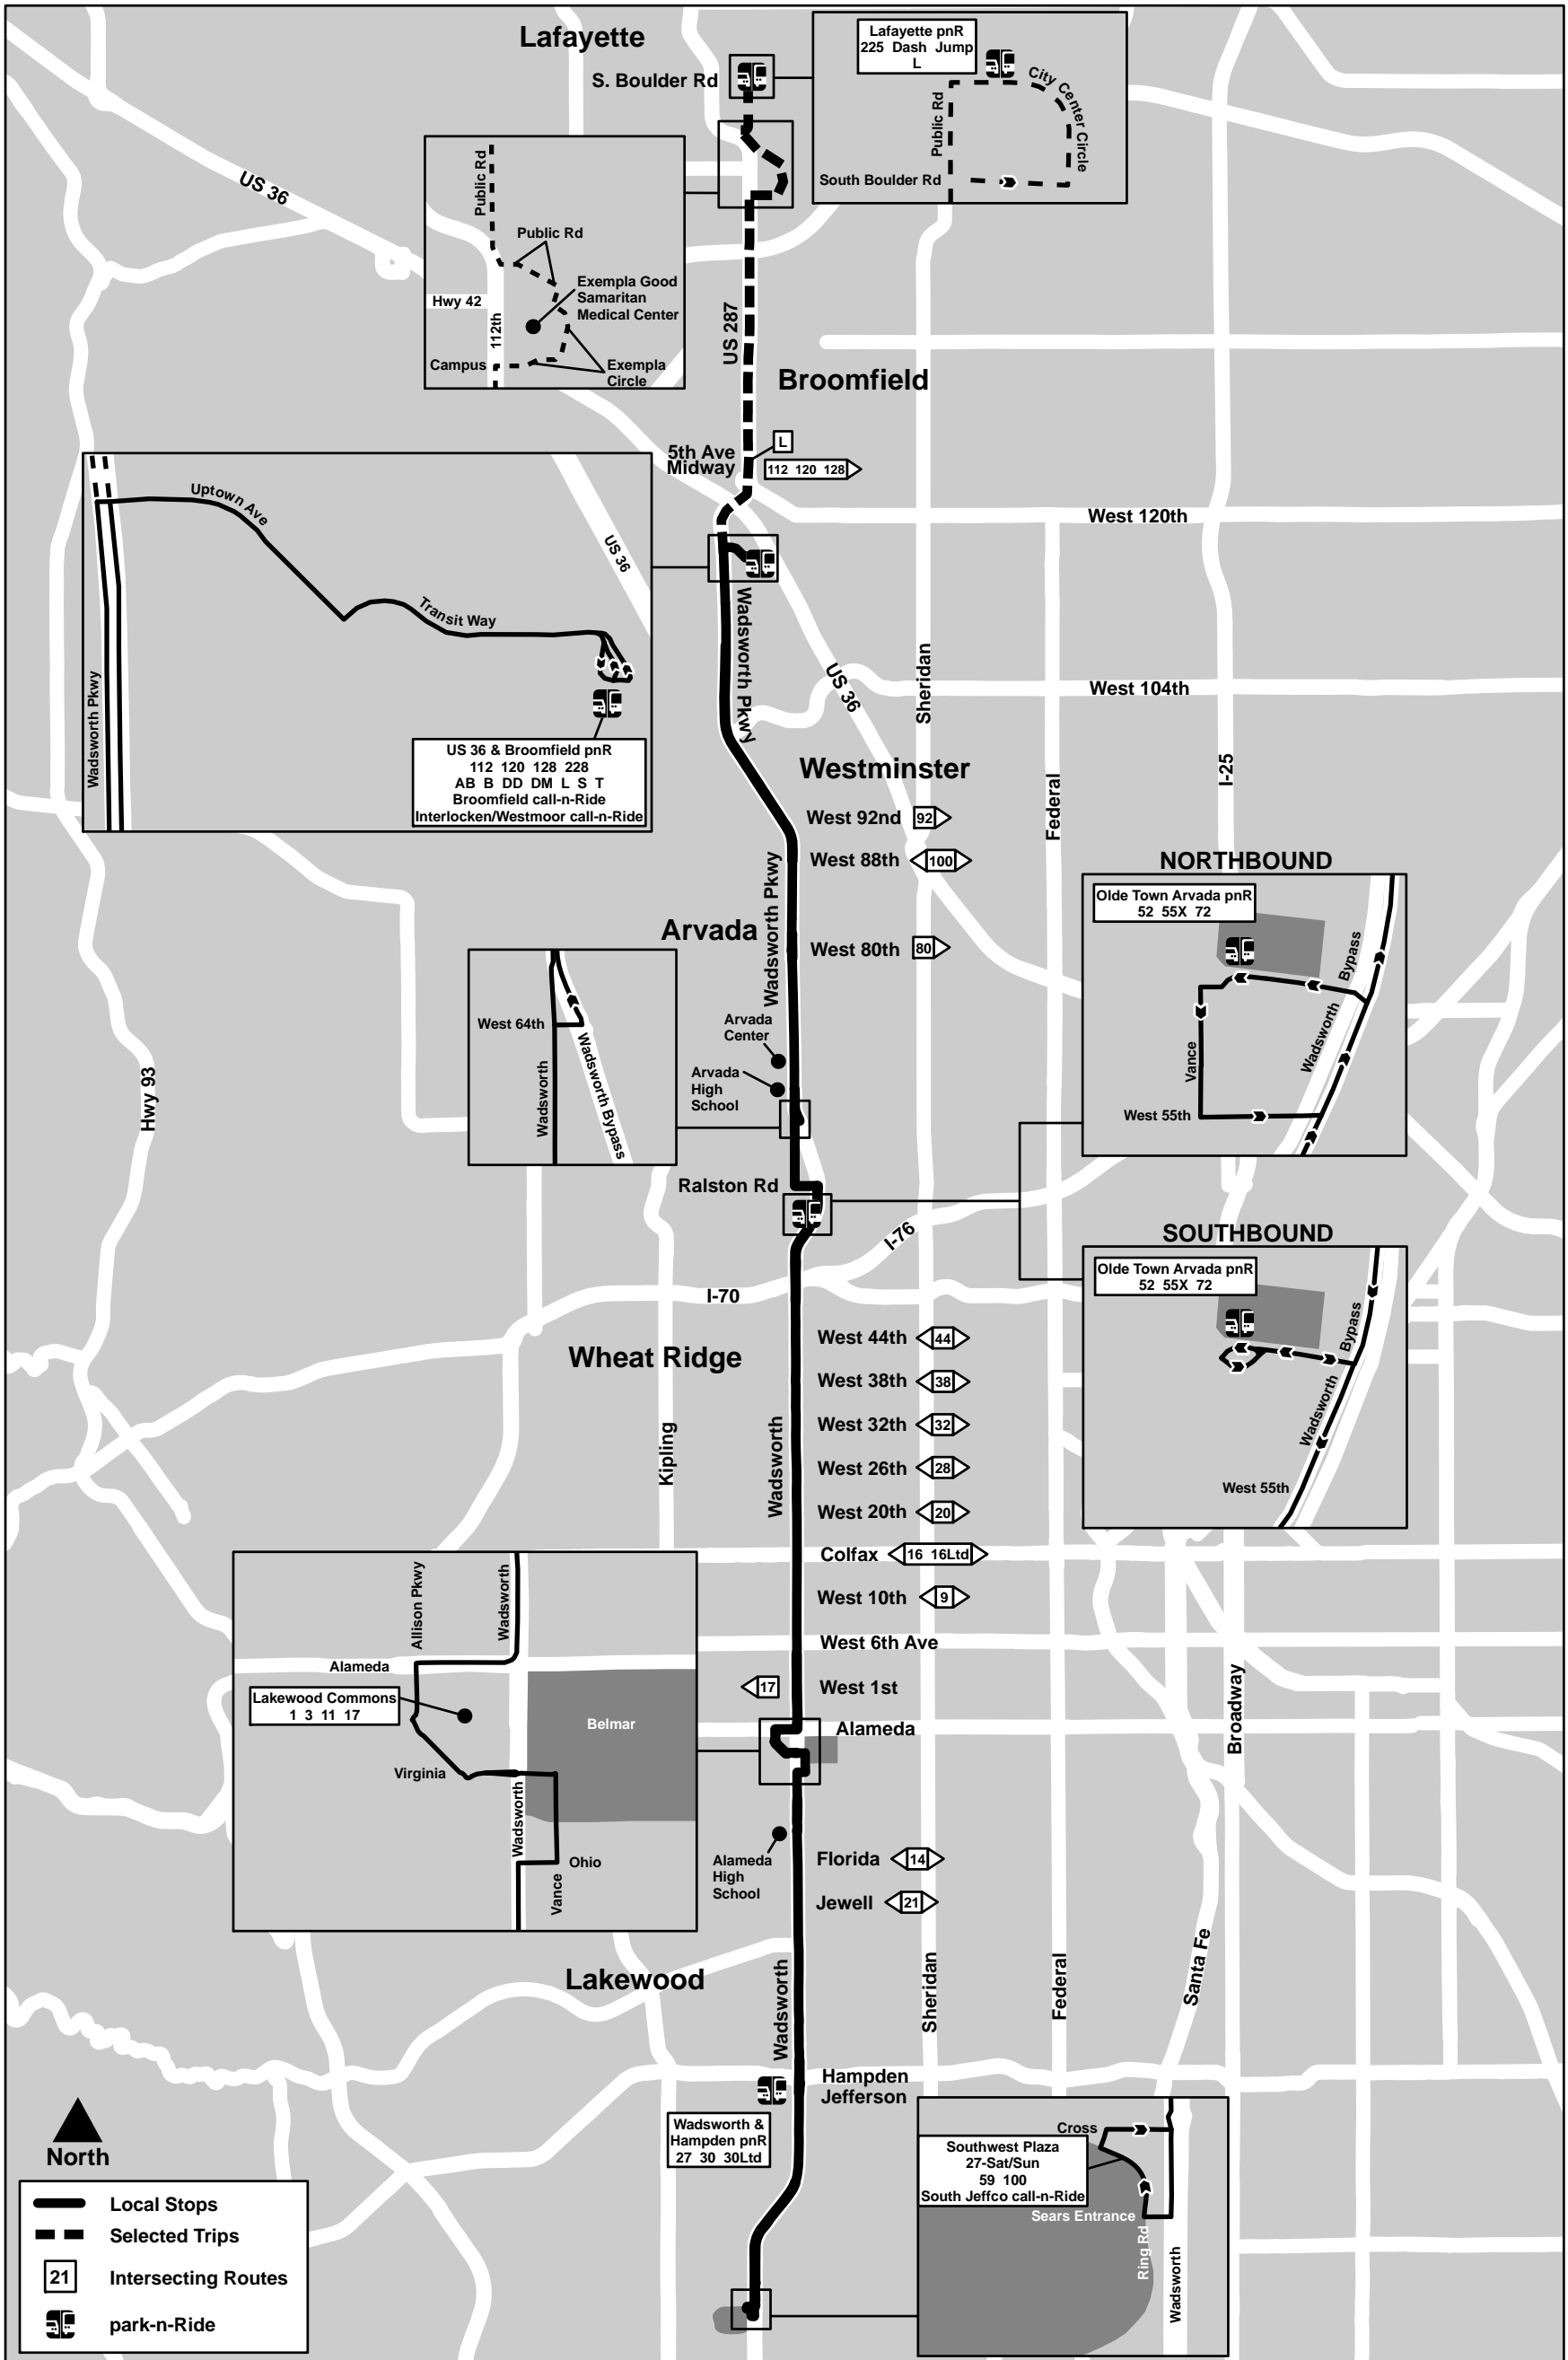 Lafayette
S. Boulder Rd
Lafayette pnR
225 Dash Jump
L
City Center Circle
Public Rd
South Boulder Rd
US 36
Public Rd
Public Rd
Exempla Good
Samaritan
Medical Center
Hwy 42
112th
Campus
Exempla
Circle
US 287
Broomfield
5th Ave
Midway
L
112 120 128
West 120th
Uptown Ave
US 36
Transit Way
Wadsworth Pkwy
US 36 & Broomfield pnR
112 120 128 228
AB B DD DM L S T
Broomfield call-n-Ride
Interlocken/Westmoor call-n-Ride
Wadsworth Pkwy
US 36
Sheridan
West 104th
Westminster
I-25
Federal
West 92nd
92
West 88th
100
Wadsworth Pkwy
Arvada
West 80th
80
NORTHBOUND
Olde Town Arvada pnR
52 55X 72
Bypass
Wadsworth
Vance
West 55th
West 64th
Wadsworth
Wadsworth Bypass
Arvada
Center
Arvada
High
School
Hwy 93
Ralston Rd
I-76
I-70
SOUTHBOUND
Olde Town Arvada pnR
52 55X 72
Bypass
Wadsworth
West 55th
West 44th
44
Wheat Ridge
West 38th
38
West 32th
32
Kipling
Wadsworth
West 26th
28
West 20th
20
Colfax
16 16Ltd
West 10th
9
West 6th Ave
17
West 1st
Alameda
Broadway
Allison Pkwy
Wadsworth
Alameda
Lakewood Commons
1 3 11 17
Belmar
Virginia
Wadsworth
Ohio
Vance
Alameda
High
School
Florida
14
Jewell
21
Lakewood
Wadsworth
Sheridan
Federal
Santa Fe
Hampden
Jefferson
Wadsworth &
Hampden pnR
27 30 30Ltd
Cross
Southwest Plaza
27-Sat/Sun
59 100
South Jeffco call-n-Ride
Sears Entrance
Ring Rd
Wadsworth
North
Local Stops
Selected Trips
21
Intersecting Routes
park-n-Ride